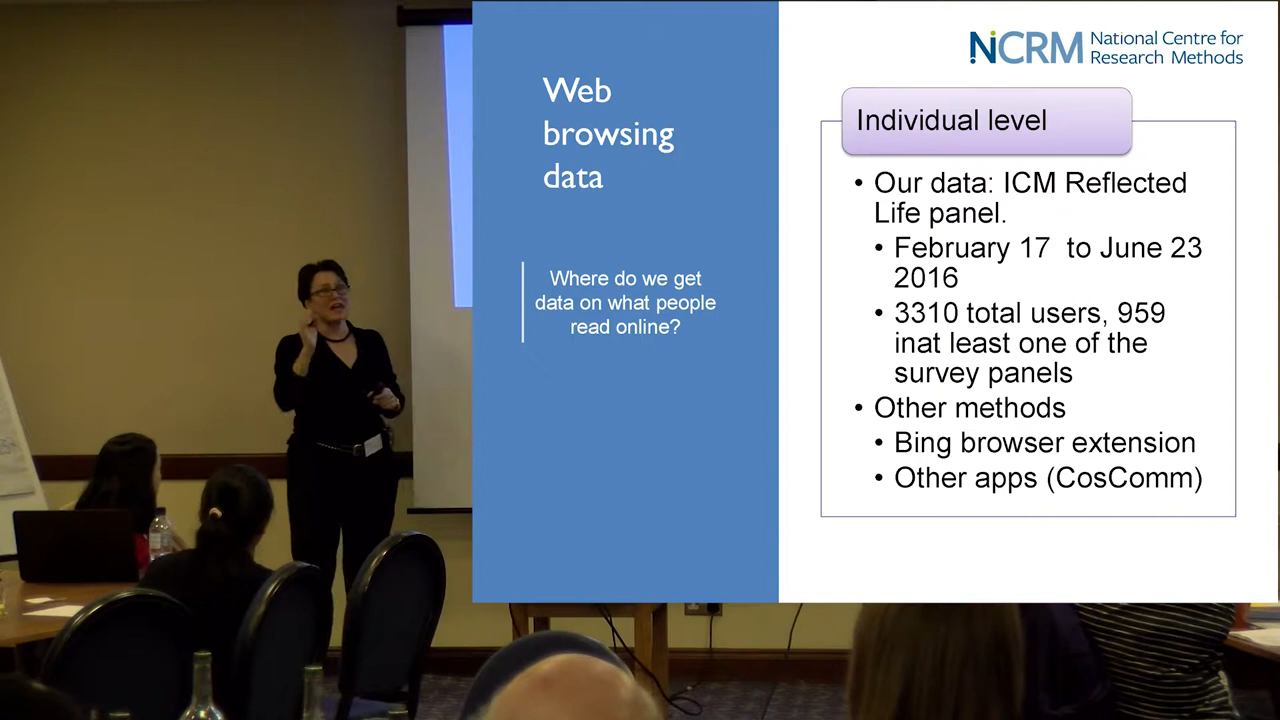 Web
browsing
data
Where do we get
data on what people
read online?
NCRM National Centre for
Research Methods
Individual level
• Our data: ICM Reflected
Life panel.
• February 17 to June 23
2016
• 3310 total users, 959
inat least one of the
survey panels
• Other methods
• Bing browser extension
• Other apps (CosComm)